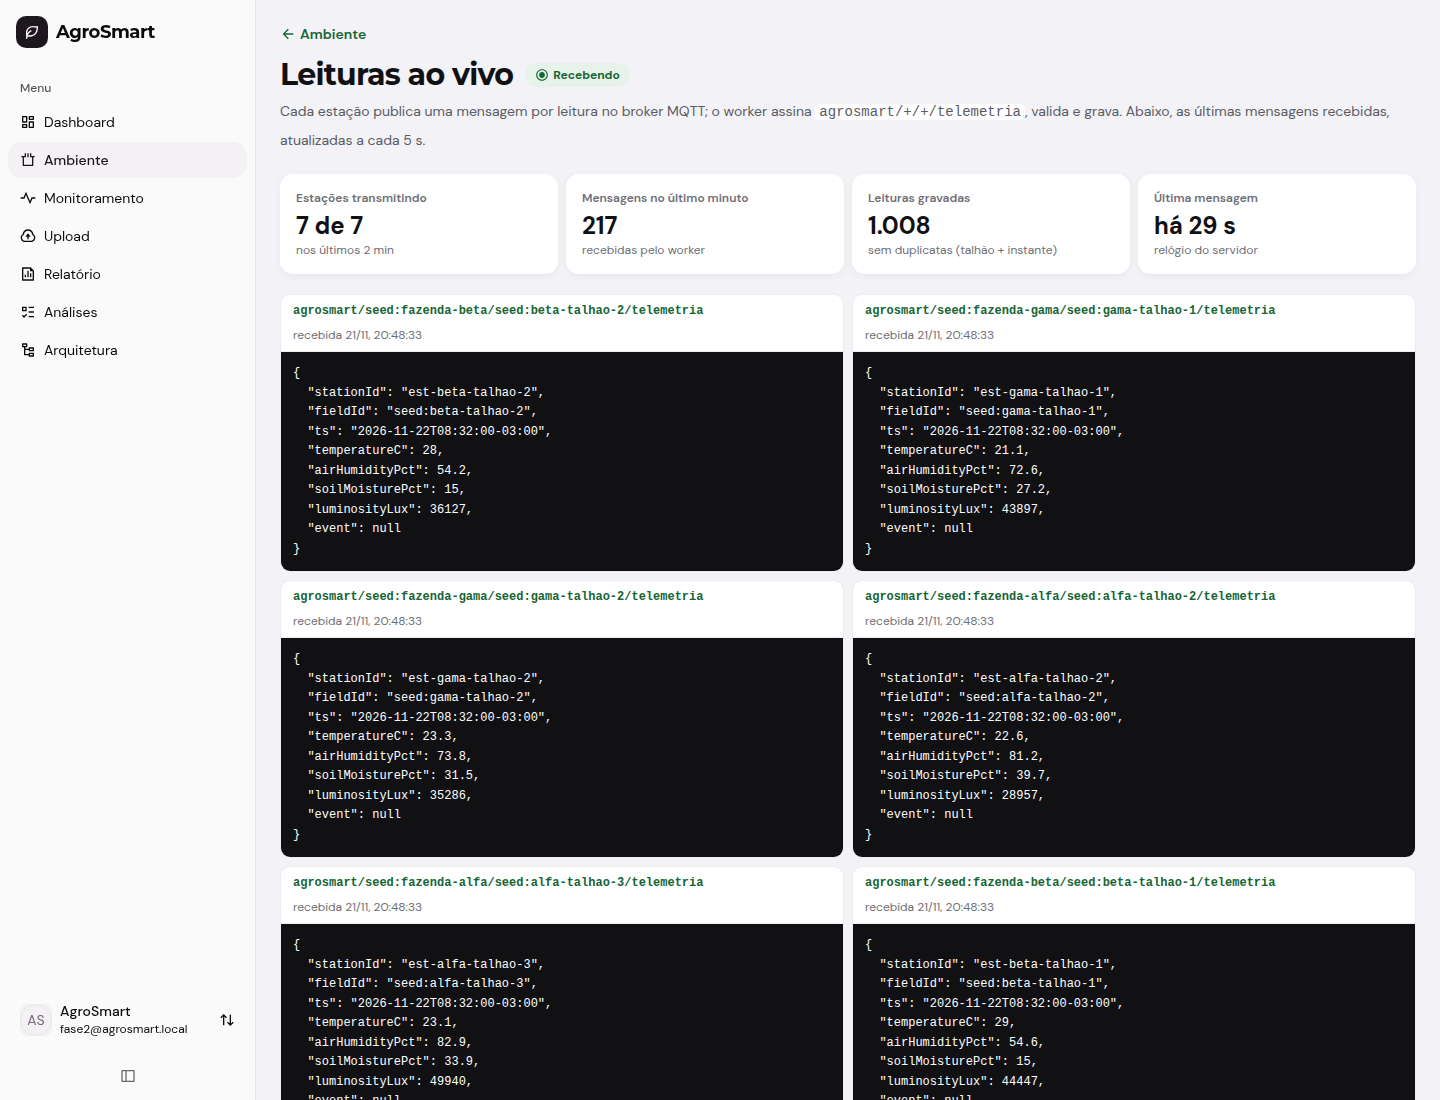 AgroSmart
Menu
Dashboard
Ambiente
Monitoramento
Upload
Relatório
Análises
Arquitetura
AS
AgroSmart
fase2@agrosmart.local
Ambiente
Leituras ao vivo
Recebendo
Cada estação publica uma mensagem por leitura no broker MQTT; o worker assina agrosmart/+/+/telemetria, valida e grava. Abaixo, as últimas mensagens recebidas,
atualizadas a cada 5 s.
Estações transmitindo
7 de 7
nos últimos 2 min
Mensagens no último minuto
217
recebidas pelo worker
Leituras gravadas
1.008
sem duplicatas (talhão + instante)
Última mensagem
há 29 s
relógio do servidor
agrosmart/seed:fazenda-beta/seed:beta-talhao-2/telemetria
recebida 21/11, 20:48:33
{
"stationId": "est-beta-talhao-2",
"fieldId": "seed:beta-talhao-2",
"ts": "2026-11-22T08:32:00-03:00",
"temperatureC": 28,
"airHumidityPct": 54.2,
"soilMoisturePct": 15,
"luminosityLux": 36127,
"event": null
}
agrosmart/seed:fazenda-gama/seed:gama-talhao-1/telemetria
recebida 21/11, 20:48:33
{
"stationId": "est-gama-talhao-1",
"fieldId": "seed:gama-talhao-1",
"ts": "2026-11-22T08:32:00-03:00",
"temperatureC": 21.1,
"airHumidityPct": 72.6,
"soilMoisturePct": 27.2,
"luminosityLux": 43897,
"event": null
}
agrosmart/seed:fazenda-gama/seed:gama-talhao-2/telemetria
recebida 21/11, 20:48:33
{
"stationId": "est-gama-talhao-2",
"fieldId": "seed:gama-talhao-2",
"ts": "2026-11-22T08:32:00-03:00",
"temperatureC": 23.3,
"airHumidityPct": 73.8,
"soilMoisturePct": 31.5,
"luminosityLux": 35286,
"event": null
}
agrosmart/seed:fazenda-alfa/seed:alfa-talhao-2/telemetria
recebida 21/11, 20:48:33
{
"stationId": "est-alfa-talhao-2",
"fieldId": "seed:alfa-talhao-2",
"ts": "2026-11-22T08:32:00-03:00",
"temperatureC": 22.6,
"airHumidityPct": 81.2,
"soilMoisturePct": 39.7,
"luminosityLux": 28957,
"event": null
}
agrosmart/seed:fazenda-alfa/seed:alfa-talhao-3/telemetria
recebida 21/11, 20:48:33
{
"stationId": "est-alfa-talhao-3",
"fieldId": "seed:alfa-talhao-3",
"ts": "2026-11-22T08:32:00-03:00",
"temperatureC": 23.1,
"airHumidityPct": 82.9,
"soilMoisturePct": 33.9,
"luminosityLux": 49940,
"event": null
agrosmart/seed:fazenda-beta/seed:beta-talhao-1/telemetria
recebida 21/11, 20:48:33
{
"stationId": "est-beta-talhao-1",
"fieldId": "seed:beta-talhao-1",
"ts": "2026-11-22T08:32:00-03:00",
"temperatureC": 29,
"airHumidityPct": 54.6,
"soilMoisturePct": 15,
"luminosityLux": 44447,
"event": null